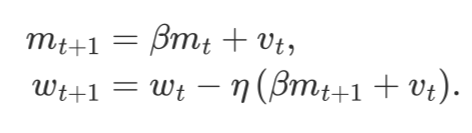 m_{t+1} = βm_t + v_t,
w_{t+1} = w_t − η(βm_{t+1} + v_t).